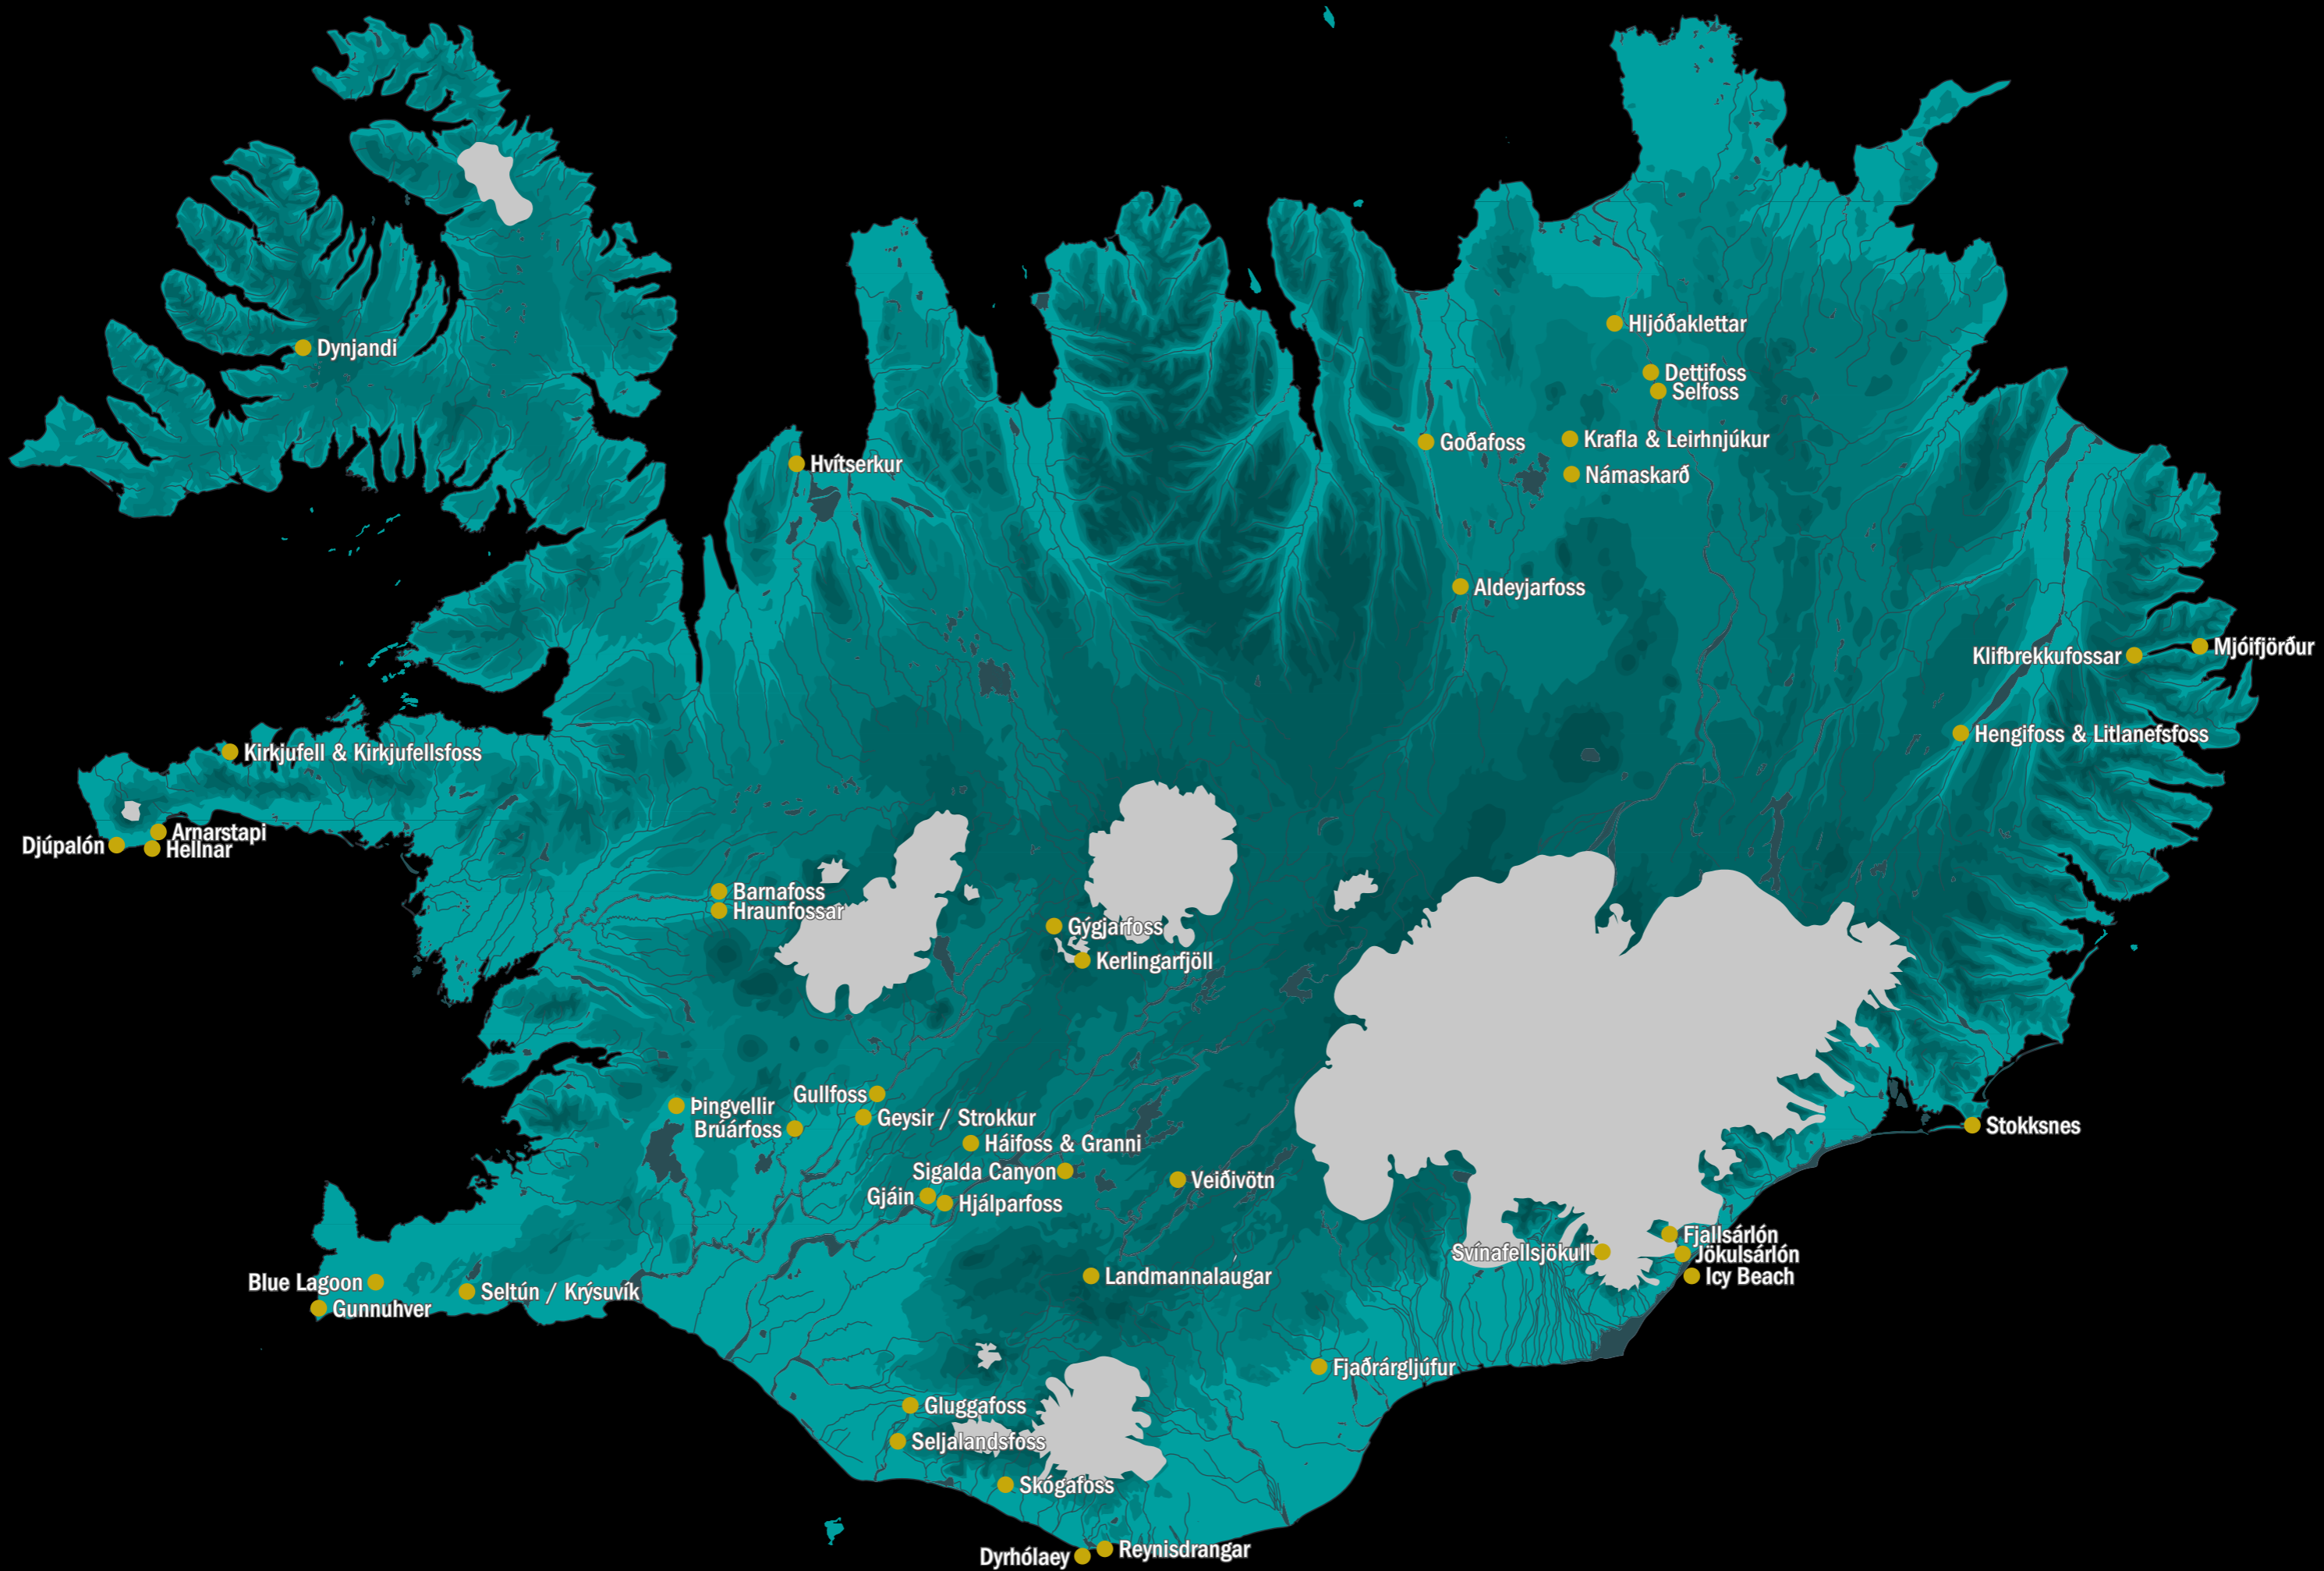 Hljóðaklettar
Dynjandi
Dettifoss
Selfoss
Krafla & Leirhnjúkur
Goðafoss
Hvítserkur
Námaskarð
Aldeyjarfoss
Mjóifjörður
Klifbrekkufossar
Hengifoss & Litlanefsfoss
Kirkjufell & Kirkjufellsfoss
Arnarstapi
Djúpalón
Hellnar
Barnafoss
Hraunfossar
Gýgjarfoss
Kerlingarfjöll
Gullfoss
Þingvellir
Geysir / Strokkur
Stokksnes
Brúárfoss
Háifoss & Granni
Sigalda Canyon
Veiðivötn
Gjáin
Hjálparfoss
Fjallsárlón
Svínafellsjökull
Jökulsárlón
Landmannalaugar
Icy Beach
Blue Lagoon
Seltún / Krýsuvík
Gunnuhver
Fjaðrárgljúfur
Gluggafoss
Seljalandsfoss
Skógafoss
Reynisdrangar
Dyrhólaey